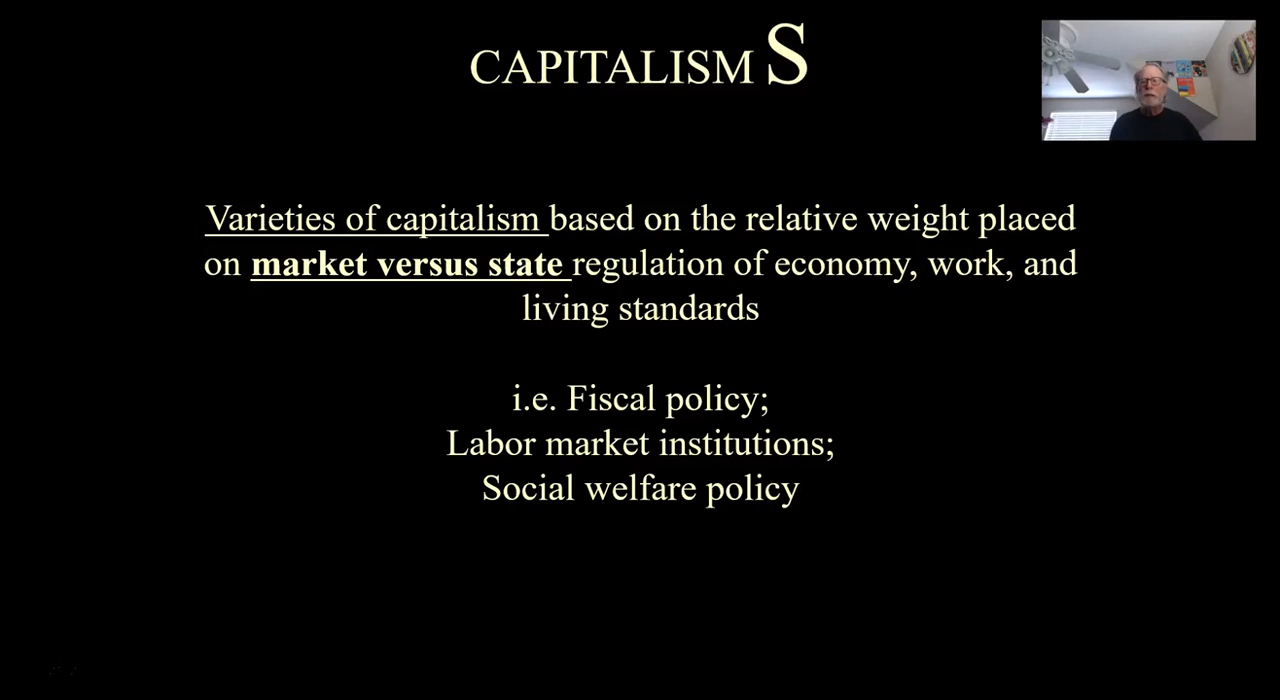 CAPITALISM S
Varieties of capitalism based on the relative weight placed
on market versus state regulation of economy, work, and
living standards
i.e. Fiscal policy;
Labor market institutions;
Social welfare policy